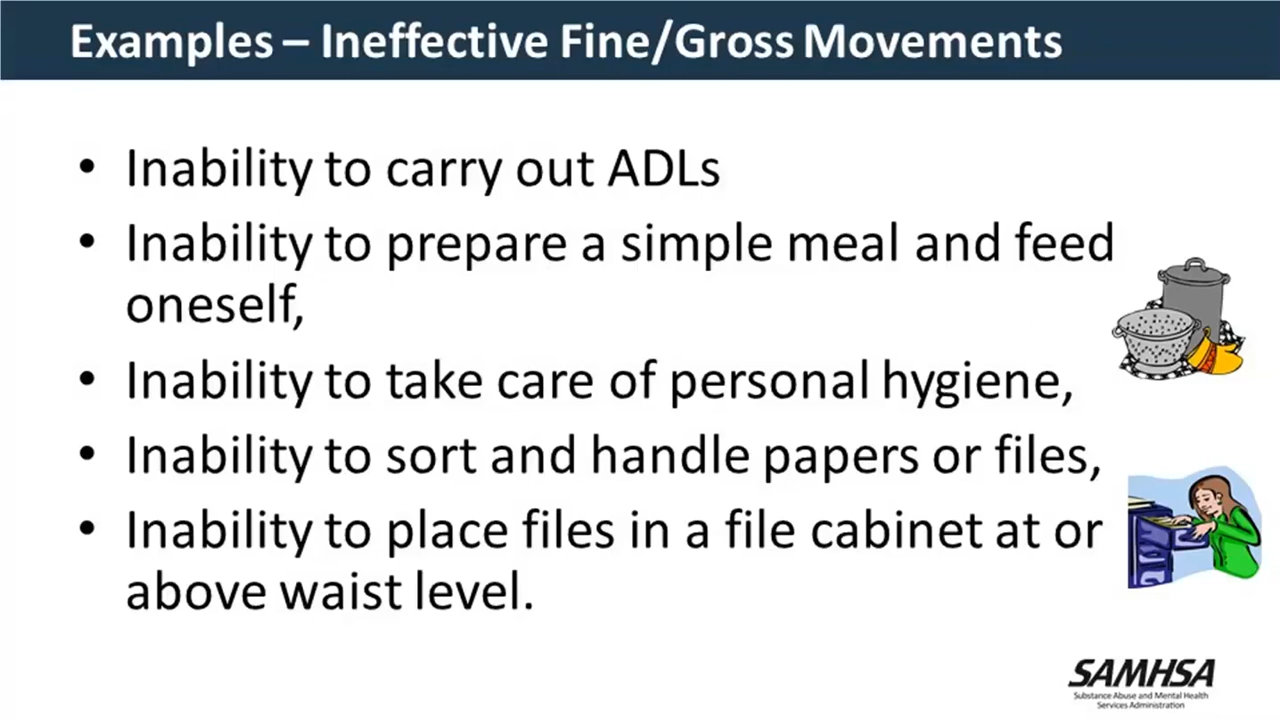 Examples – Ineffective Fine/Gross Movements
• Inability to carry out ADLs
• Inability to prepare a simple meal and feed
oneself,
• Inability to take care of personal hygiene,
• Inability to sort and handle papers or files,
• Inability to place files in a file cabinet at or
above waist level.
SAMHSA
Substance Abuse and Mental Health
Services Administration